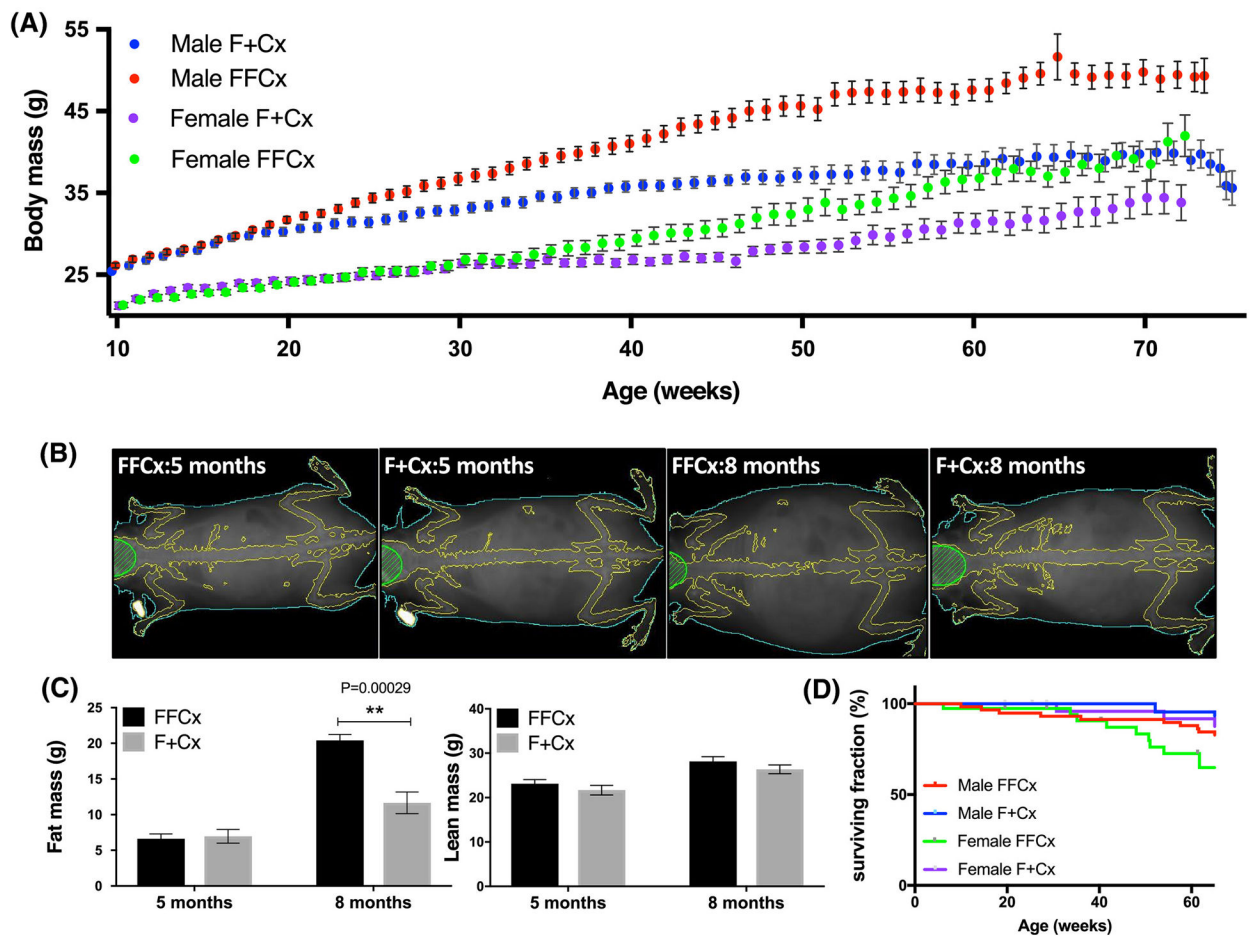 (A)
55
45
35
25
Body mass (g)
Male F+Cx
Male FFCx
Female F+Cx
Female FFCx
10 20 30 40 50 60 70
Age (weeks)
(B)
FFCx:5 months
F+Cx:5 months
FFCx:8 months
F+Cx:8 months
(C)
P=0.00029
**
25
20
15
10
5
0
Fat mass (g)
FFCx
F+Cx
5 months 8 months
40
30
20
10
0
Lean mass (g)
FFCx
F+Cx
5 months 8 months
(D)
100
50
0
surviving fraction (%)
Male FFCx
Male F+Cx
Female FFCx
Female F+Cx
0 20 40 60
Age (weeks)